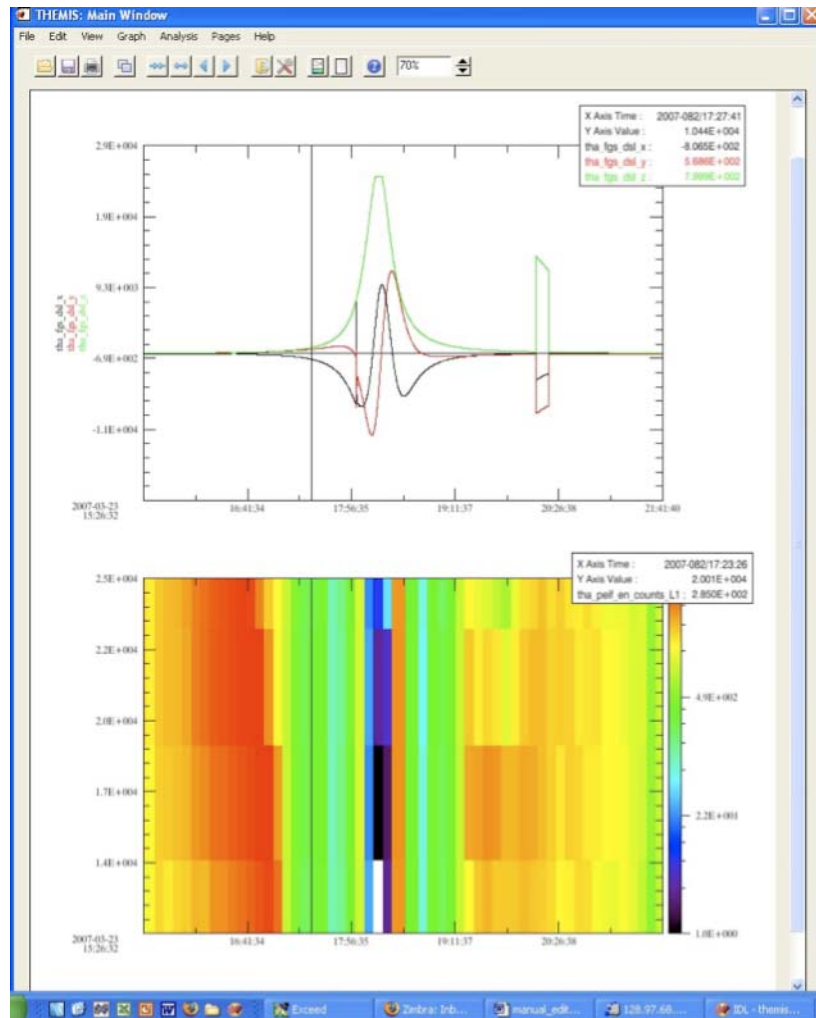 THEMIS: Main Window
File Edit View Graph Analysis Pages Help
70%
X Axis Time : 2007-082/17:27:41
Y Axis Value : 1.044E+004
tha_fgs_dsl_x : -8.065E+002
tha_fgs_dsl_y : 5.686E+002
tha_fgs_dsl_z : 7.999E+002
2.9E+004
1.9E+004
9.3E+003
-6.9E+002
-1.1E+004
tha_fgs_dsl_x
tha_fgs_dsl_y
tha_fgs_dsl_z
2007-03-23
15:26:32
16:41:34 17:56:35 19:11:37 20:26:38 21:41:40
X Axis Time : 2007-082/17:23:26
Y Axis Value : 2.001E+004
tha_peif_en_counts_L1 : 2.850E+002
2.5E+004
2.2E+004
2.0E+004
1.7E+004
1.4E+004
4.9E+002
2.2E+001
1.0E+000
2007-03-23
15:26:32
16:41:34 17:56:35 19:11:37 20:26:38
Exceed Zimbra: Inb... manual_edit... 128.97.68.... IDL - themis...